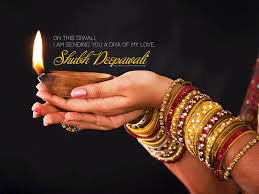 ON THIS DIWALI,
I AM SENDING YOU A DIYA OF MY LOVE.
Shubh Deepawali